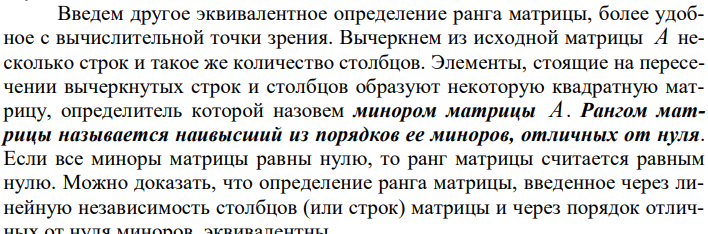 Введем другое эквивалентное определение ранга матрицы, более удоб-
ное с вычислительной точки зрения. Вычеркнем из исходной матрицы A не-
сколько строк и такое же количество столбцов. Элементы, стоящие на пересе-
чении вычеркнутых строк и столбцов образуют некоторую квадратную мат-
рицу, определитель которой назовем минором матрицы A. Рангом мат-
рицы называется наивысший из порядков ее миноров, отличных от нуля.
Если все миноры матрицы равны нулю, то ранг матрицы считается равным
нулю. Можно доказать, что определение ранга матрицы, введенное через ли-
нейную независимость столбцов (или строк) матрицы и через порядок отлич-
ных от нуля миноров, эквивалентны.